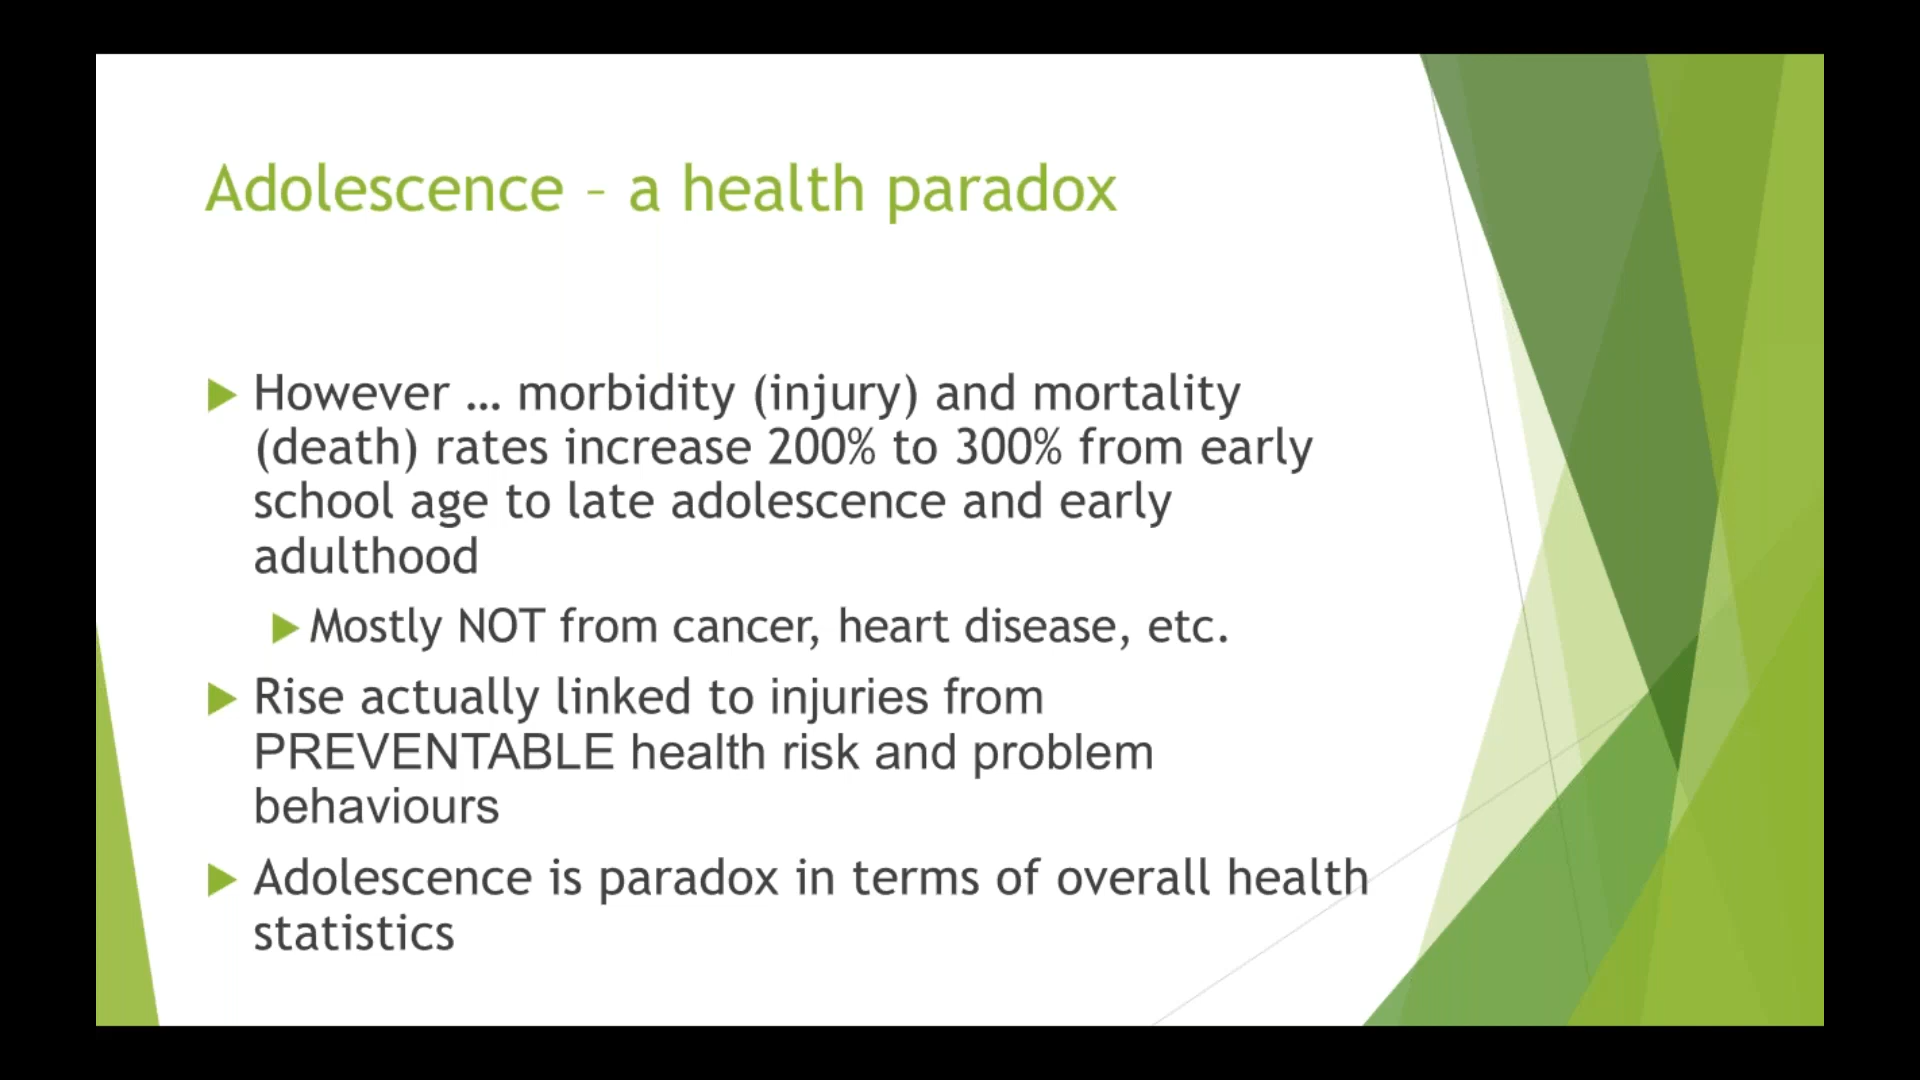 Adolescence – a health paradox
However … morbidity (injury) and mortality
(death) rates increase 200% to 300% from early
school age to late adolescence and early
adulthood
Mostly NOT from cancer, heart disease, etc.
Rise actually linked to injuries from
PREVENTABLE health risk and problem
behaviours
Adolescence is paradox in terms of overall health
statistics